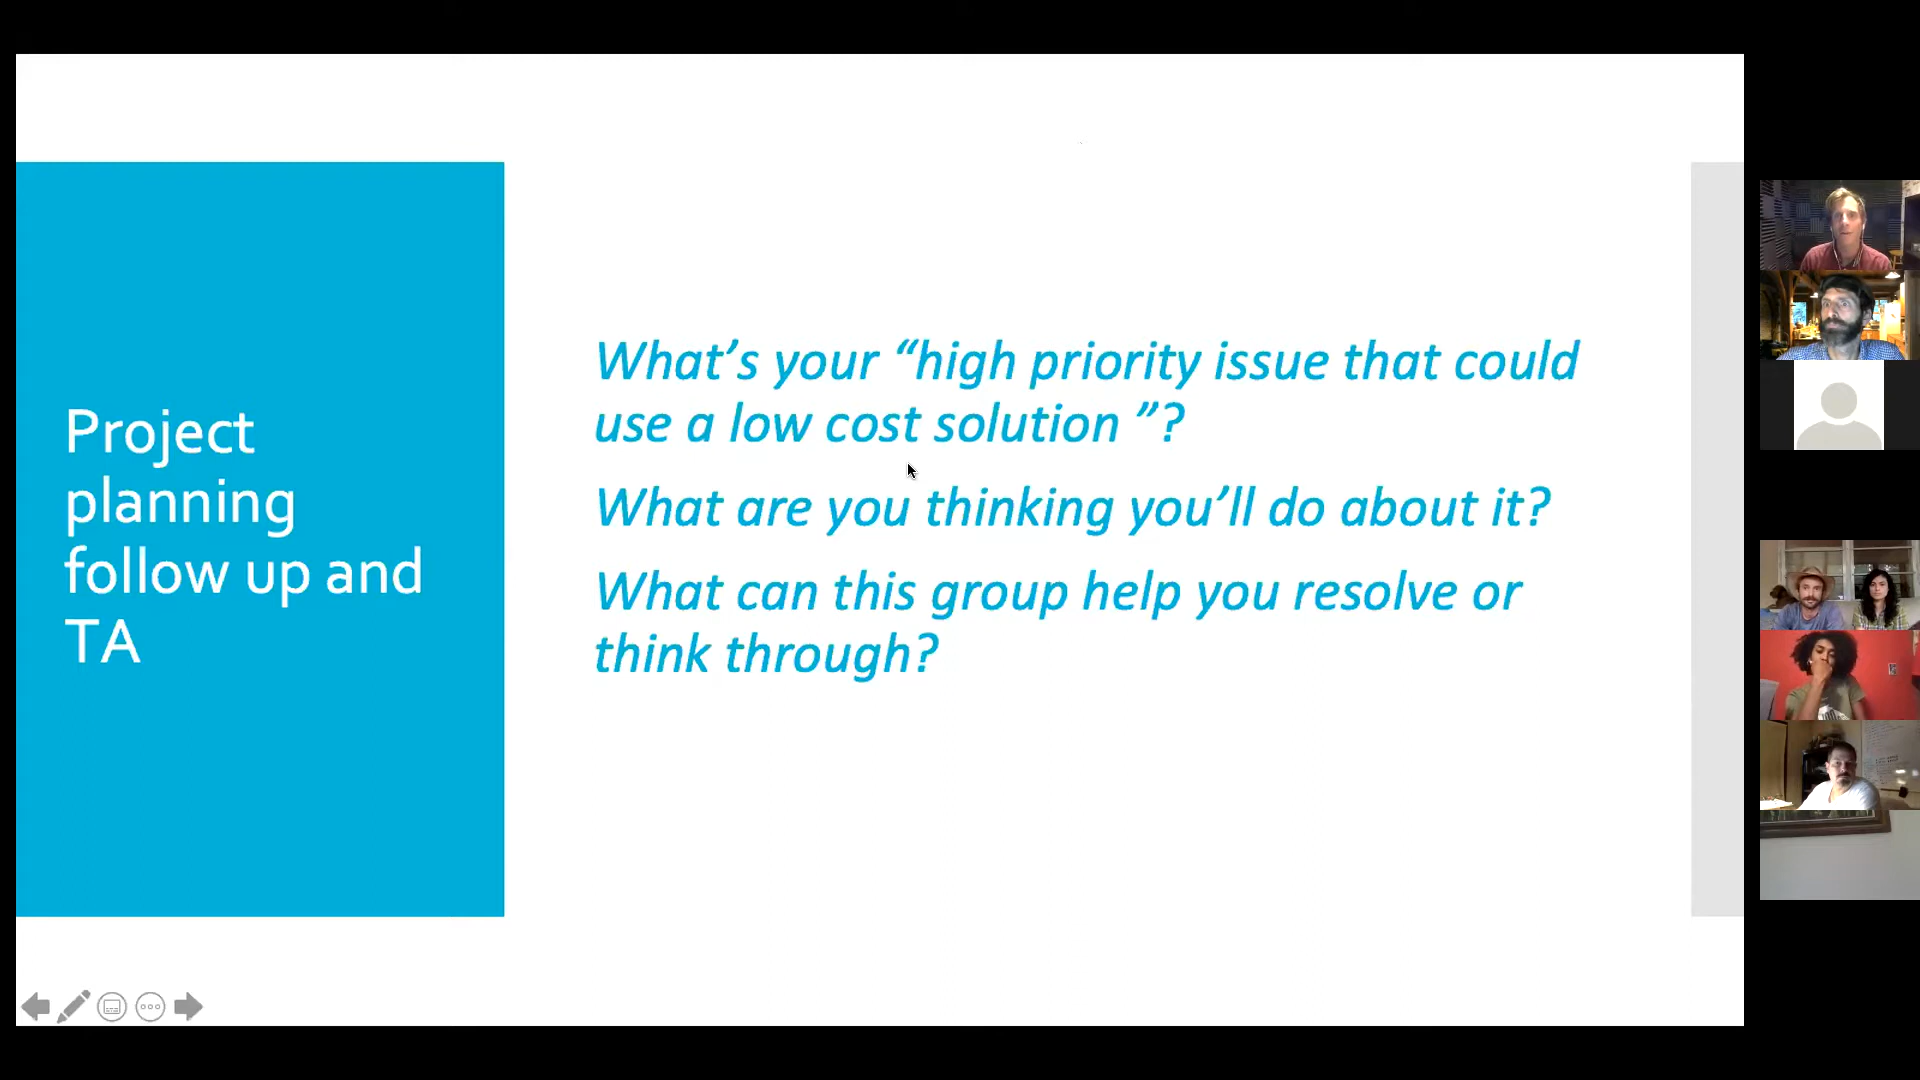 Project
planning
follow up and
TA
What’s your “high priority issue that could
use a low cost solution ”?
What are you thinking you’ll do about it?
What can this group help you resolve or
think through?